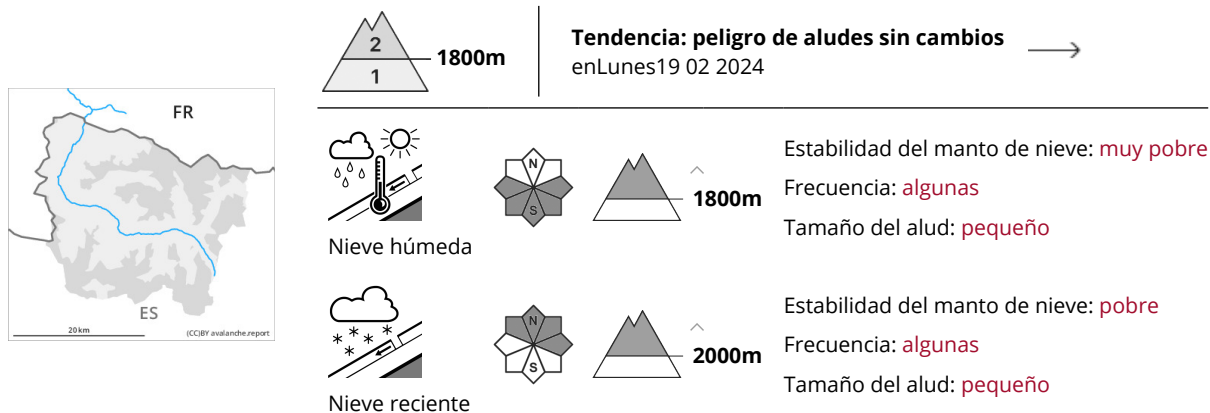 2
1
1800m
Tendencia: peligro de aludes sin cambios
enLunes19 02 2024
FR
ES
20 km
(CC)BY avalanche.report
N
S
1800m
Nieve húmeda
Estabilidad del manto de nieve: muy pobre
Frecuencia: algunas
Tamaño del alud: pequeño
N
S
2000m
Nieve reciente
Estabilidad del manto de nieve: pobre
Frecuencia: algunas
Tamaño del alud: pequeño